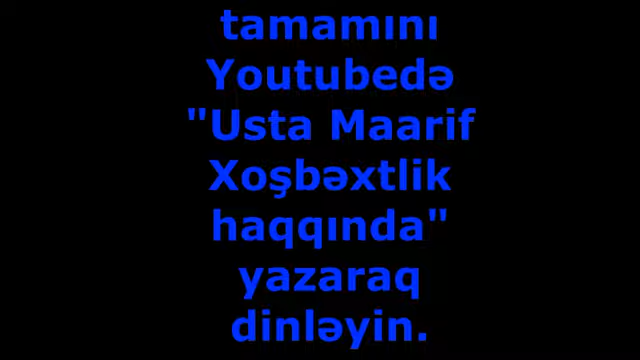 tamamını
Youtubedə
"Usta Maarif
Xoşbəxtlik
haqqında"
yazaraq
dinləyin.